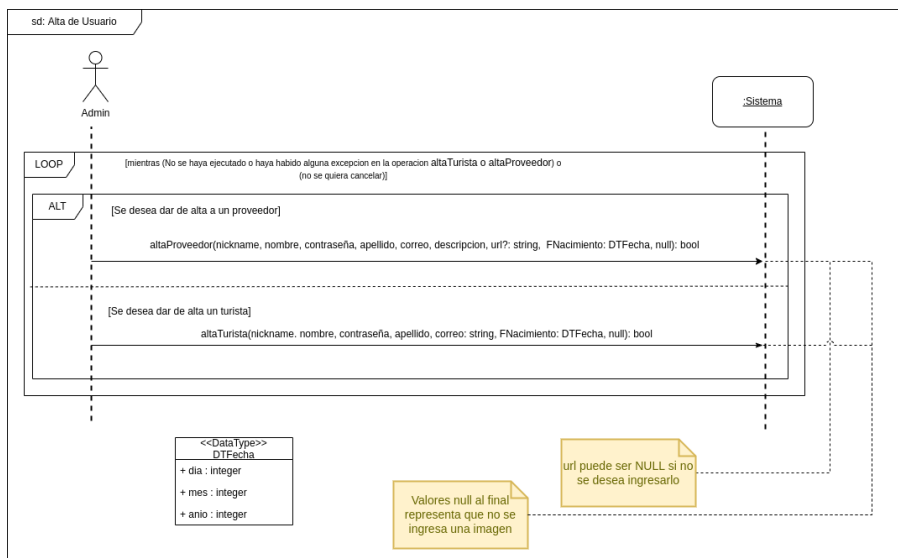 sd: Alta de Usuario
Admin
:Sistema
LOOP
[mientras (No se haya ejecutado o haya habido alguna excepcion en la operacion altaTurista o altaProveedor) o
(no se quiera cancelar)]
ALT
[Se desea dar de alta a un proveedor]
altaProveedor(nickname, nombre, contraseña, apellido, correo, descripcion, url?: string,  FNacimiento: DTFecha, null): bool
[Se desea dar de alta un turista]
altaTurista(nickname. nombre, contraseña, apellido, correo: string, FNacimiento: DTFecha, null): bool
<<DataType>>
DTFecha
+ dia : integer
+ mes : integer
+ anio : integer
url puede ser NULL si no
se desea ingresarlo
Valores null al final
representa que no se
ingresa una imagen